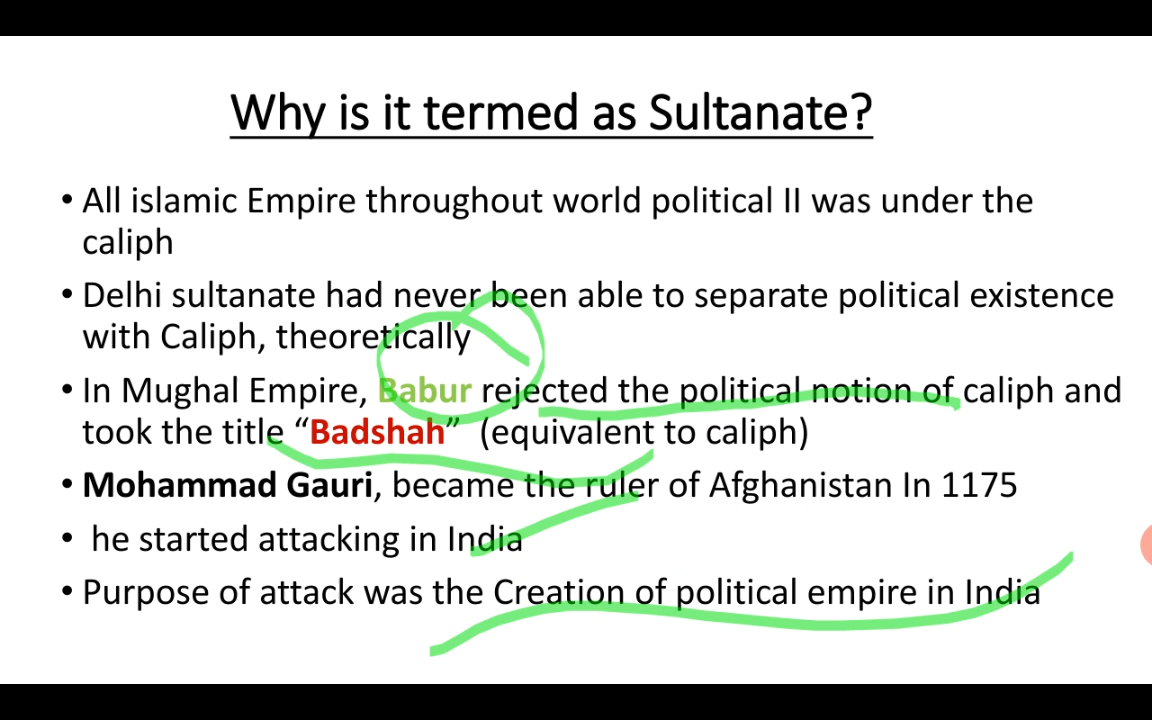 Why is it termed as Sultanate?
• All islamic Empire throughout world political II was under the
caliph
• Delhi sultanate had never been able to separate political existence
with Caliph, theoretically
• In Mughal Empire, Babur rejected the political notion of caliph and
took the title “Badshah” (equivalent to caliph)
• Mohammad Gauri, became the ruler of Afghanistan In 1175
• he started attacking in India
• Purpose of attack was the Creation of political empire in India